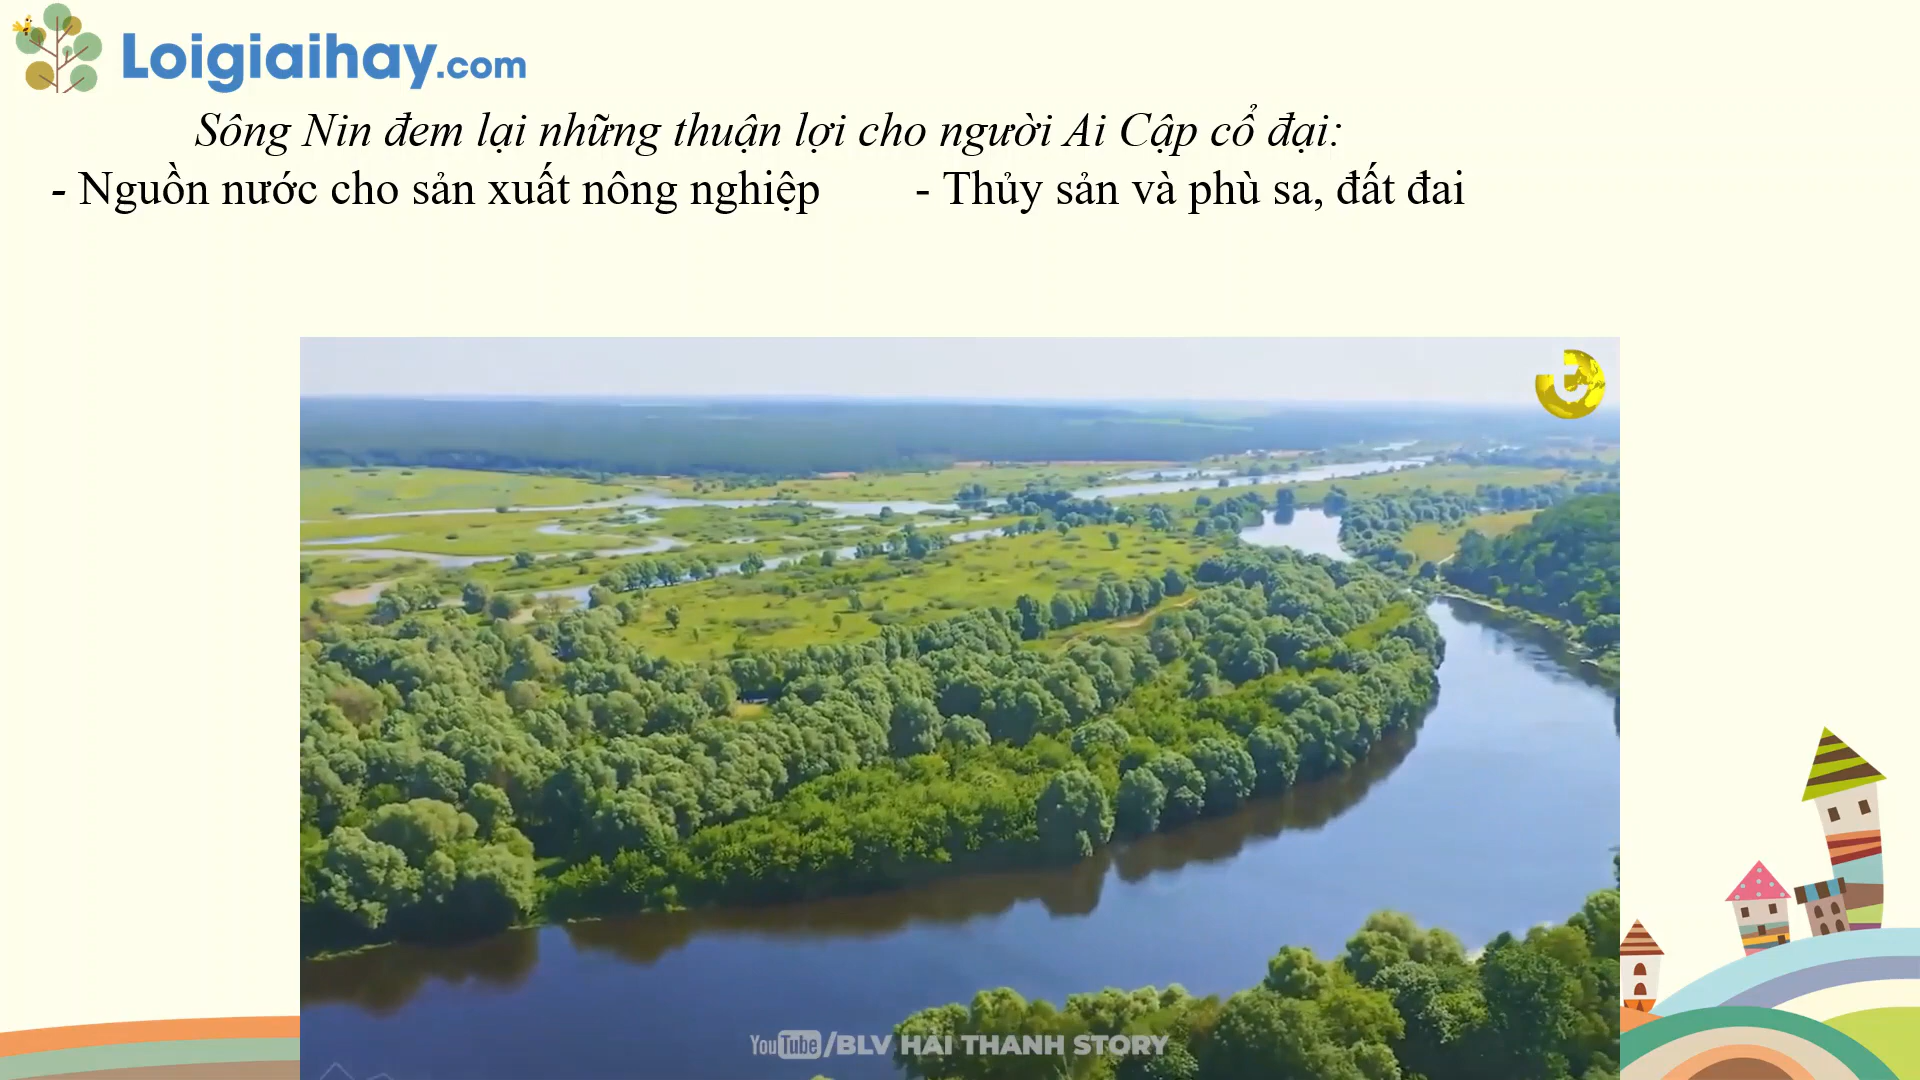 Loigiaihay.com
Sông Nin đem lại những thuận lợi cho người Ai Cập cổ đại:
- Nguồn nước cho sản xuất nông nghiệp - Thủy sản và phù sa, đất đai
YouTube/BLV HẢI THANH STORY